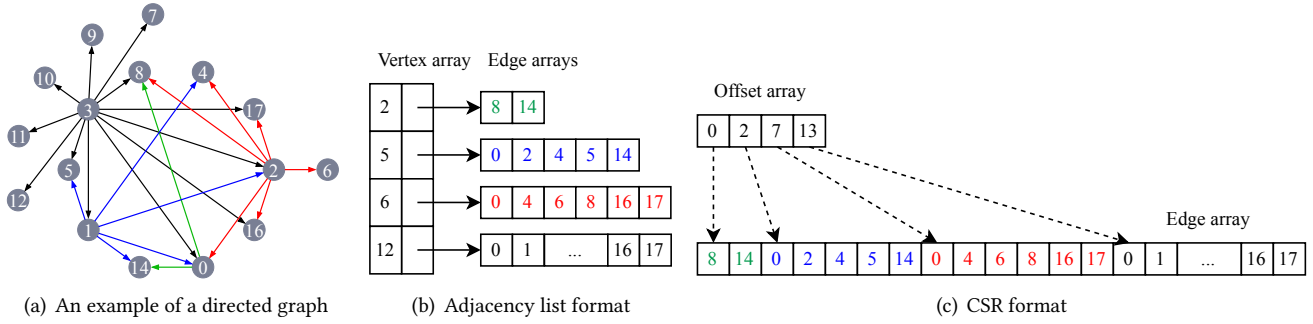 7
9
8
4
10
3
17
11
5
2
6
12
1
16
14
0
(a) An example of a directed graph
Vertex array Edge arrays
2 8 14
5 0 2 4 5 14
6 0 4 6 8 16 17
12 0 1 ... 16 17
(b) Adjacency list format
Offset array
0 2 7 13
Edge array
8 14 0 2 4 5 14 0 4 6 8 16 17 0 1 ... 16 17
(c) CSR format